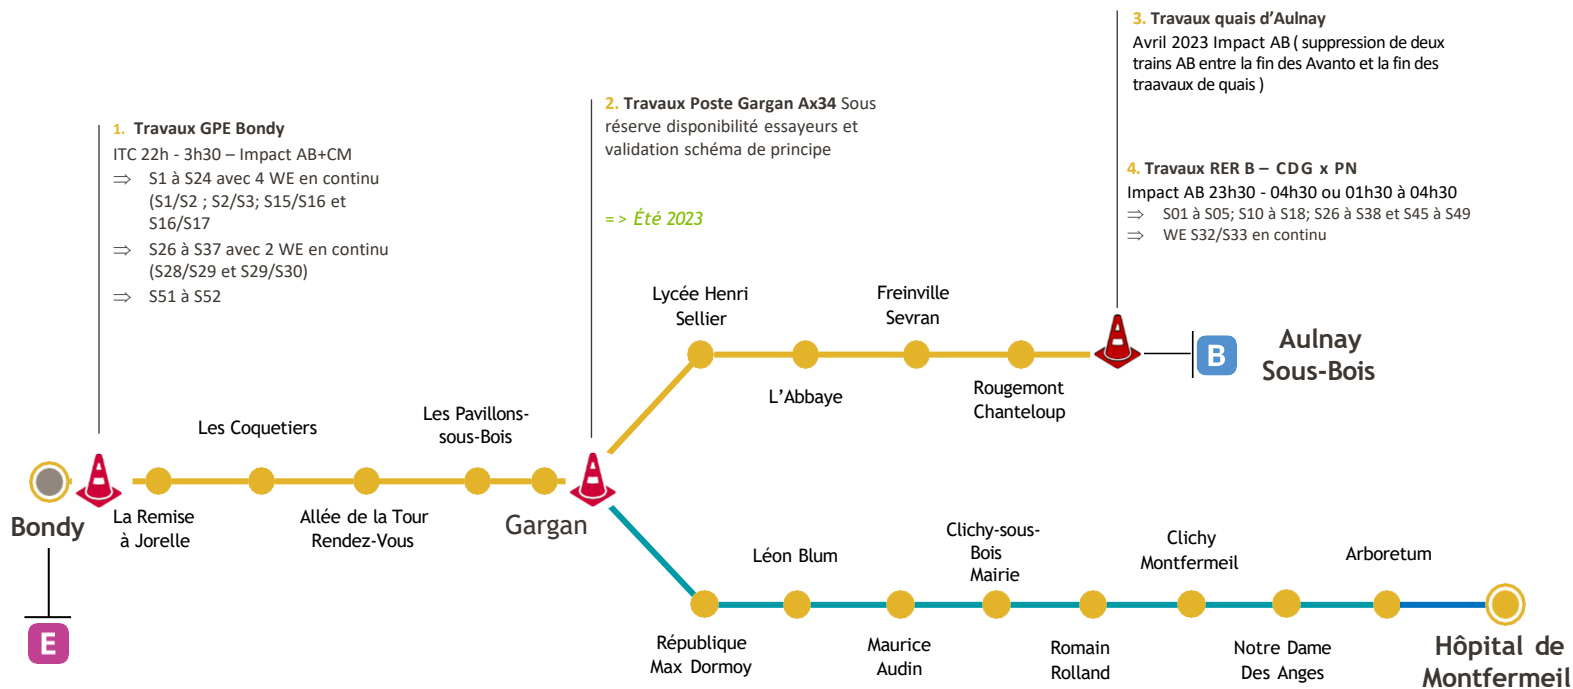 3. Travaux quais d'Aulnay
Avril 2023 Impact AB ( suppression de deux
trains AB entre la fin des Avanto et la fin des
traavaux de quais )
2. Travaux Poste Gargan Ax34 Sous
réserve disponibilité essayeurs et
validation schéma de principe
=> Été 2023
1. Travaux GPE Bondy
ITC 22h - 3h30 – Impact AB+CM
⇒ S1 à S24 avec 4 WE en continu
(S1/S2 ; S2/S3; S15/S16 et
S16/S17
⇒ S26 à S37 avec 2 WE en continu
(S28/S29 et S29/S30)
⇒ S51 à S52
4. Travaux RER B – CDG x PN
Impact AB 23h30 - 04h30 ou 01h30 à 04h30
⇒ S01 à S05; S10 à S18; S26 à S38 et S45 à S49
⇒ WE S32/S33 en continu
Lycée Henri
Sellier
Freinville
Sevran
L'Abbaye
Rougemont
Chanteloup
B
Aulnay
Sous-Bois
Les Coquetiers
Les Pavillons-
sous-Bois
Bondy
La Remise
à Jorelle
Allée de la Tour
Rendez-Vous
Gargan
E
Léon Blum
Clichy-sous-
Bois
Mairie
Clichy
Montfermeil
Arboretum
République
Max Dormoy
Maurice
Audin
Romain
Rolland
Notre Dame
Des Anges
Hôpital de
Montfermeil